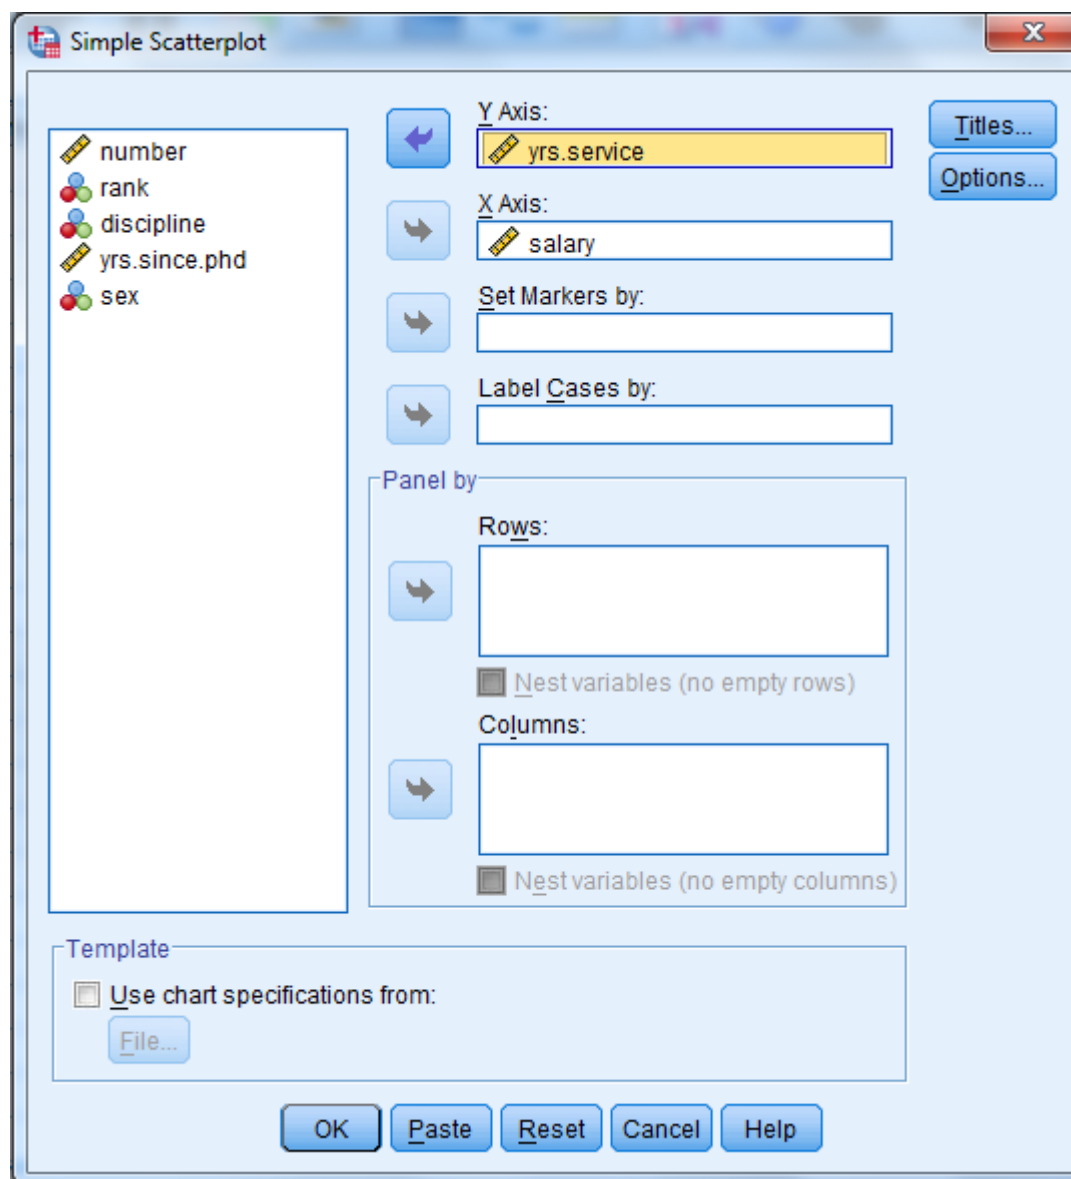 Simple Scatterplot
number
rank
discipline
yrs.since.phd
sex
Y Axis:
yrs.service
X Axis:
salary
Set Markers by:
Label Cases by:
Panel by
Rows:
Nest variables (no empty rows)
Columns:
Nest variables (no empty columns)
Titles...
Options...
Template
Use chart specifications from:
File...
OK
Paste
Reset
Cancel
Help